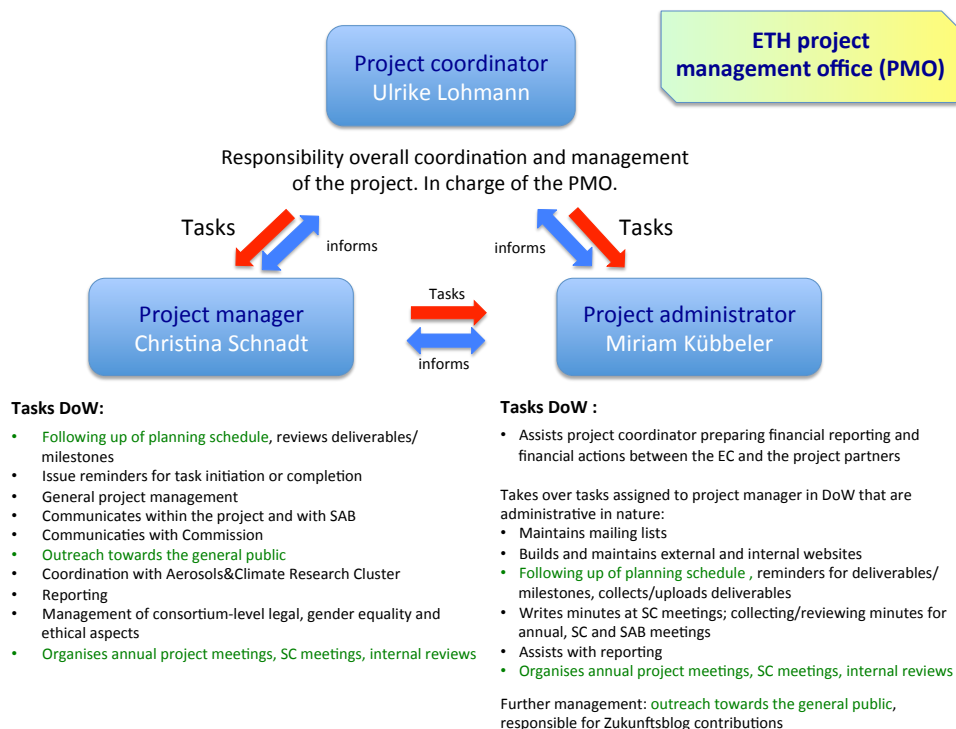 ETH project
management office (PMO)
Project coordinator
Ulrike Lohmann
Responsibility overall coordination and management
of the project. In charge of the PMO.
Tasks
informs
informs
Tasks
Project manager
Christina Schnadt
Tasks
informs
Project administrator
Miriam Kübbeler
Tasks DoW:
• Following up of planning schedule, reviews deliverables/
milestones
• Issue reminders for task initiation or completion
• General project management
• Communicates within the project and with SAB
• Communicaties with Commission
• Outreach towards the general public
• Coordination with Aerosols&Climate Research Cluster
• Reporting
• Management of consortium-level legal, gender equality and
ethical aspects
• Organises annual project meetings, SC meetings, internal reviews
Tasks DoW :
• Assists project coordinator preparing financial reporting and
financial actions between the EC and the project partners
Takes over tasks assigned to project manager in DoW that are
administrative in nature:
• Maintains mailing lists
• Builds and maintains external and internal websites
• Following up of planning schedule , reminders for deliverables/
milestones, collects/uploads deliverables
• Writes minutes at SC meetings; collecting/reviewing minutes for
annual, SC and SAB meetings
• Assists with reporting
• Organises annual project meetings, SC meetings, internal reviews
Further management: outreach towards the general public,
responsible for Zukunftsblog contributions